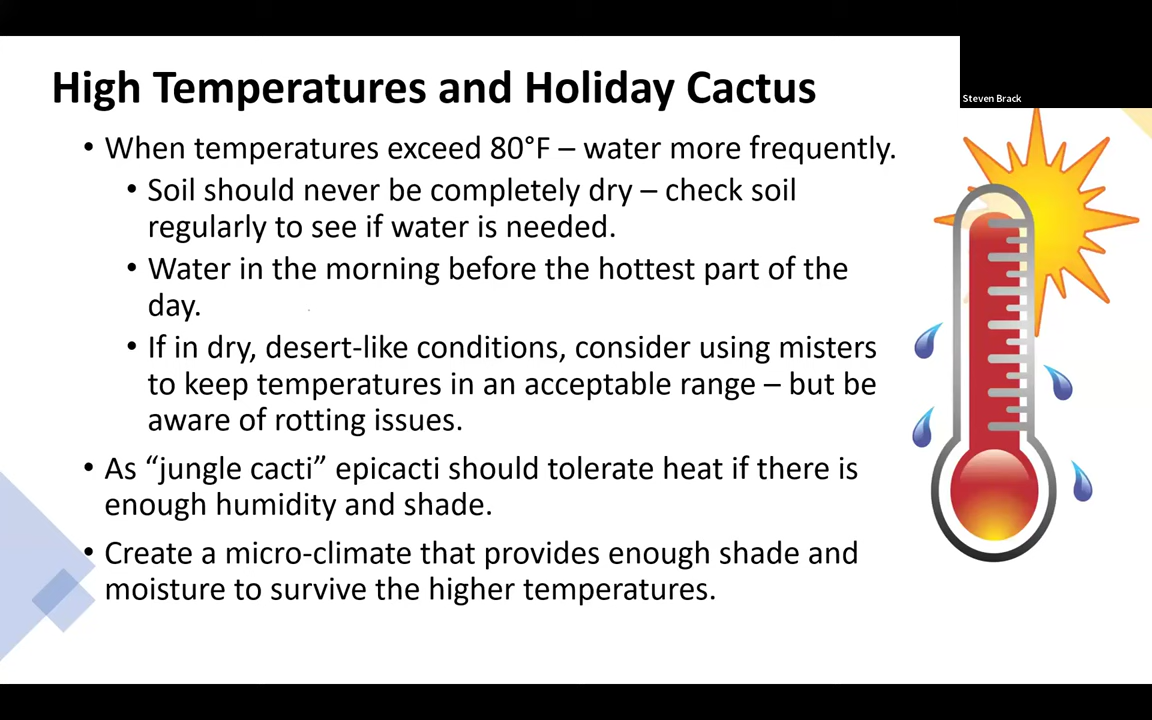 High Temperatures and Holiday Cactus
Steven Brack
• When temperatures exceed 80°F – water more frequently.
• Soil should never be completely dry – check soil
regularly to see if water is needed.
• Water in the morning before the hottest part of the
day.
• If in dry, desert-like conditions, consider using misters
to keep temperatures in an acceptable range – but be
aware of rotting issues.
• As “jungle cacti” epicacti should tolerate heat if there is
enough humidity and shade.
• Create a micro-climate that provides enough shade and
moisture to survive the higher temperatures.